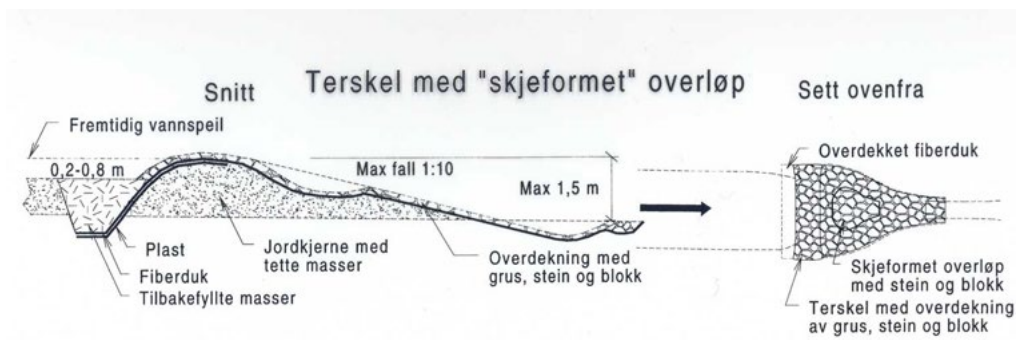 Terskel med "skjeformet" overløp
Snitt
Sett ovenfra
Fremtidig vannspeil
0,2-0,8 m
Max fall 1:10
Max 1,5 m
Plast
Fiberduk
Tilbakefyllte masser
Jordkjerne med
tette masser
Overdekning med
grus, stein og blokk
Overdekket fiberduk
Skjeformet overløp
med stein og blokk
Terskel med overdekning
av grus, stein og blokk